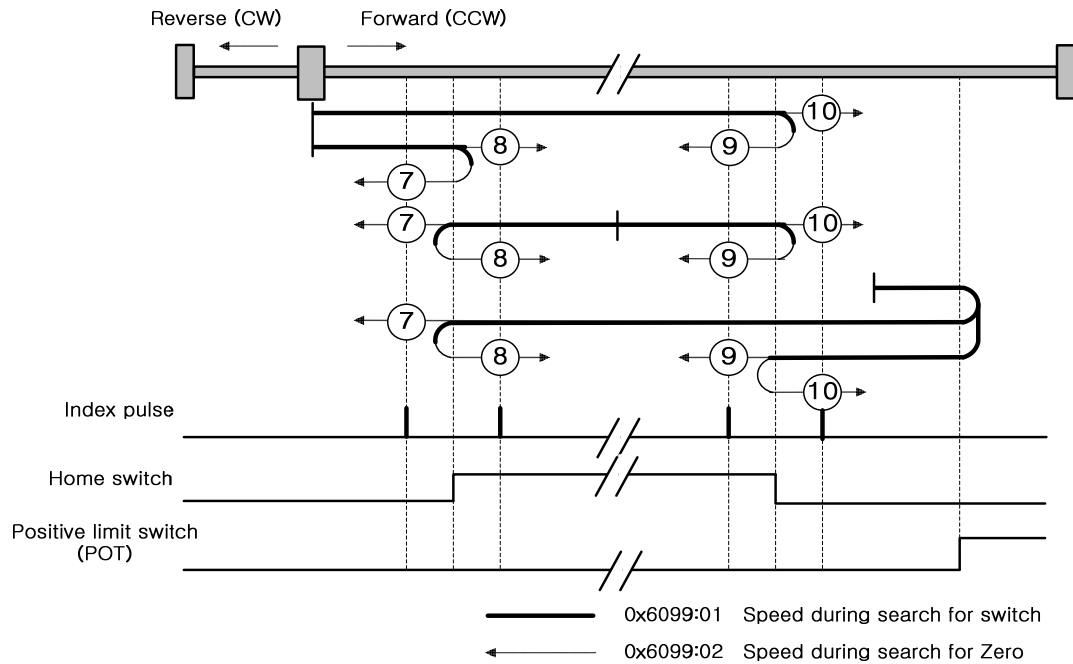 Reverse (CW) Forward (CCW)
10
8 9
7
7 10
8 9
7
8 9
10
Index pulse
Home switch
Positive limit switch
(POT)
0x6099:01 Speed during search for switch
0x6099:02 Speed during search for Zero